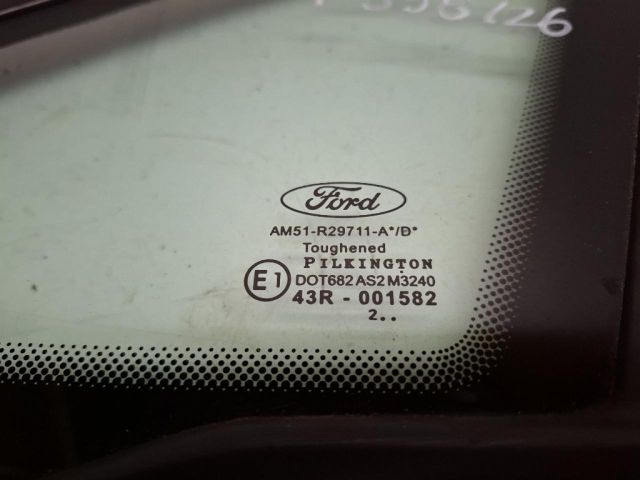 Ford
AM51-R29711-A*/B*
Toughened
PILKINGTON
E1
DOT682 AS2 M3240
43R - 001582
2..